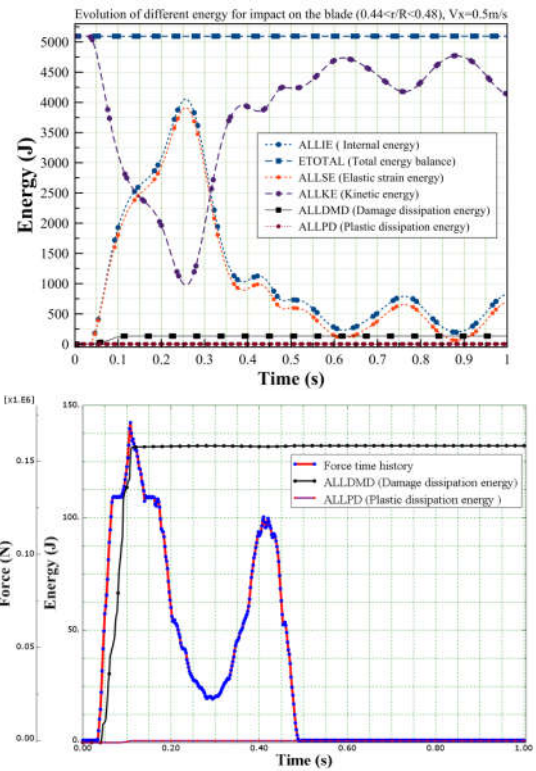 Evolution of different energy for impact on the blade (0.44<r/R<0.48), Vx=0.5m/s
5000
4500
4000
3500
3000
2500
2000
1500
1000
500
0
Energy (J)
ALLIE ( Internal energy)
ETOTAL (Total energy balance)
ALLSE (Elastic strain energy)
ALLKE (Kinetic energy)
ALLDMD (Damage dissipation energy)
ALLPD (Plastic dissipation energy)
0 0.1 0.2 0.3 0.4 0.5 0.6 0.7 0.8 0.9 1
Time (s)
[x1.E6]
0.15
0.10
0.05
0.00
Force (N)
150.
100.
50.
0.
Energy (J)
Force time history
ALLDMD (Damage dissipation energy)
ALLPD (Plastic dissipation energy )
0.00 0.20 0.40 0.60 0.80 1.00
Time (s)